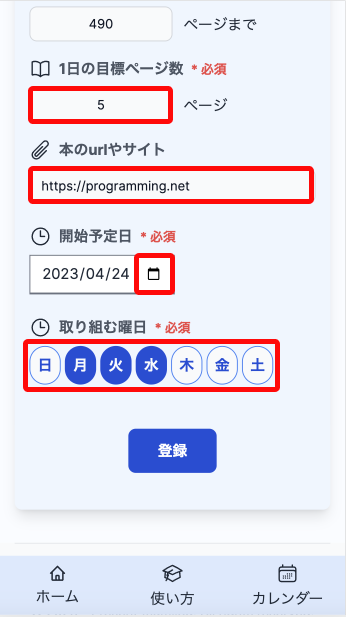 490 ページまで
1日の目標ページ数 *必須
5 ページ
本のurlやサイト
https://programming.net
開始予定日 *必須
2023/04/24
取り組む曜日 *必須
日 月 火 水 木 金 土
登録
ホーム 使い方 カレンダー